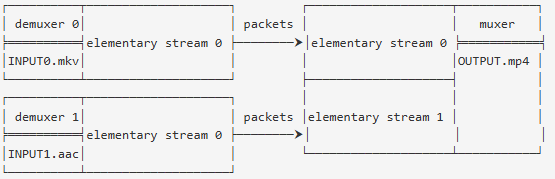 demuxer 0 packets muxer
elementary stream 0 elementary stream 0
INPUT0.mkv OUTPUT.mp4
demuxer 1 packets elementary stream 1
elementary stream 0
INPUT1.aac